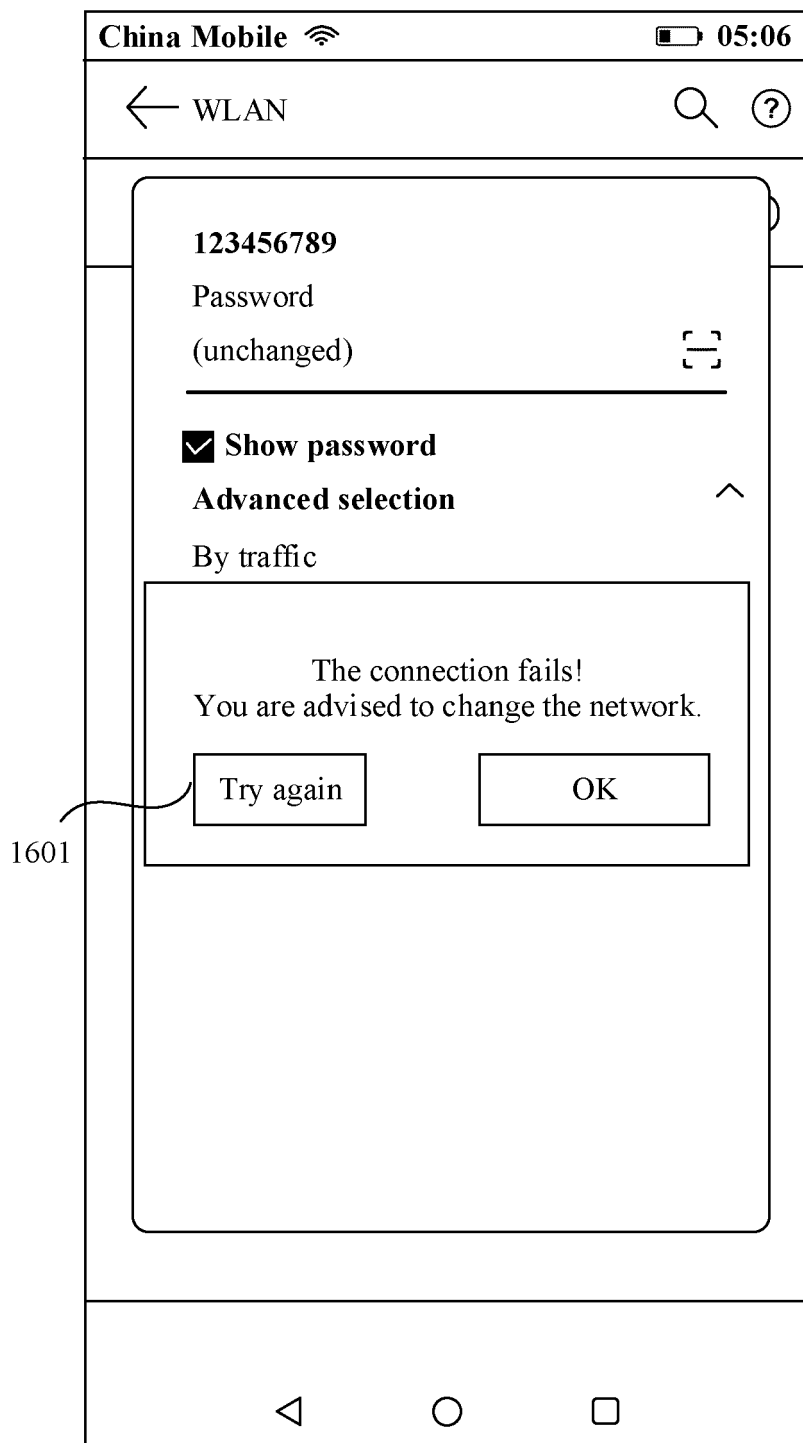 China Mobile 05:06
WLAN ?
123456789
Password
(unchanged)
Show password
Advanced selection
By traffic
The connection fails!
You are advised to change the network.
Try again OK
1601